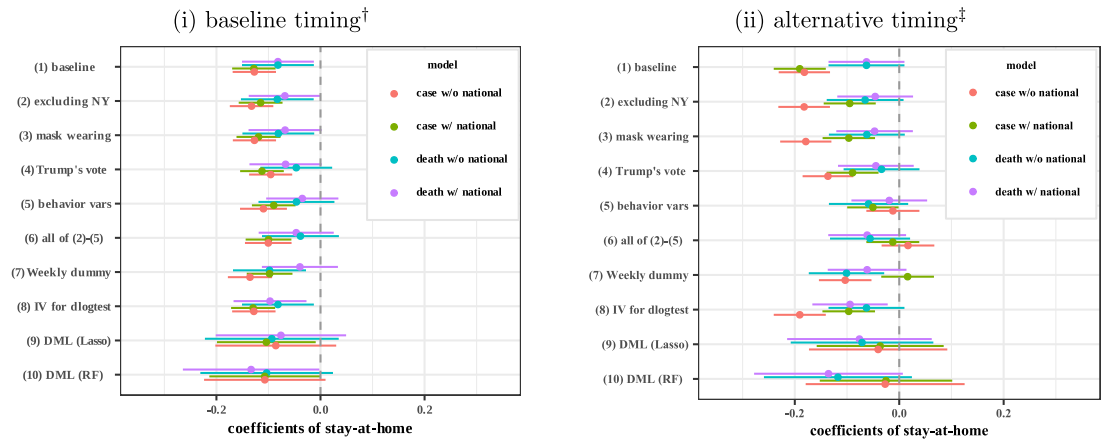 (i) baseline timing†
(1) baseline
(2) excluding NY
(3) mask wearing
(4) Trump's vote
(5) behavior vars
(6) all of (2)-(5)
(7) Weekly dummy
(8) IV for dlogtest
(9) DML (Lasso)
(10) DML (RF)
model
case w/o national
case w/ national
death w/o national
death w/ national
-0.2 0.0 0.2
coefficients of stay-at-home
(ii) alternative timing‡
(1) baseline
(2) excluding NY
(3) mask wearing
(4) Trump's vote
(5) behavior vars
(6) all of (2)-(5)
(7) Weekly dummy
(8) IV for dlogtest
(9) DML (Lasso)
(10) DML (RF)
model
case w/o national
case w/ national
death w/o national
death w/ national
-0.2 0.0 0.2
coefficients of stay-at-home